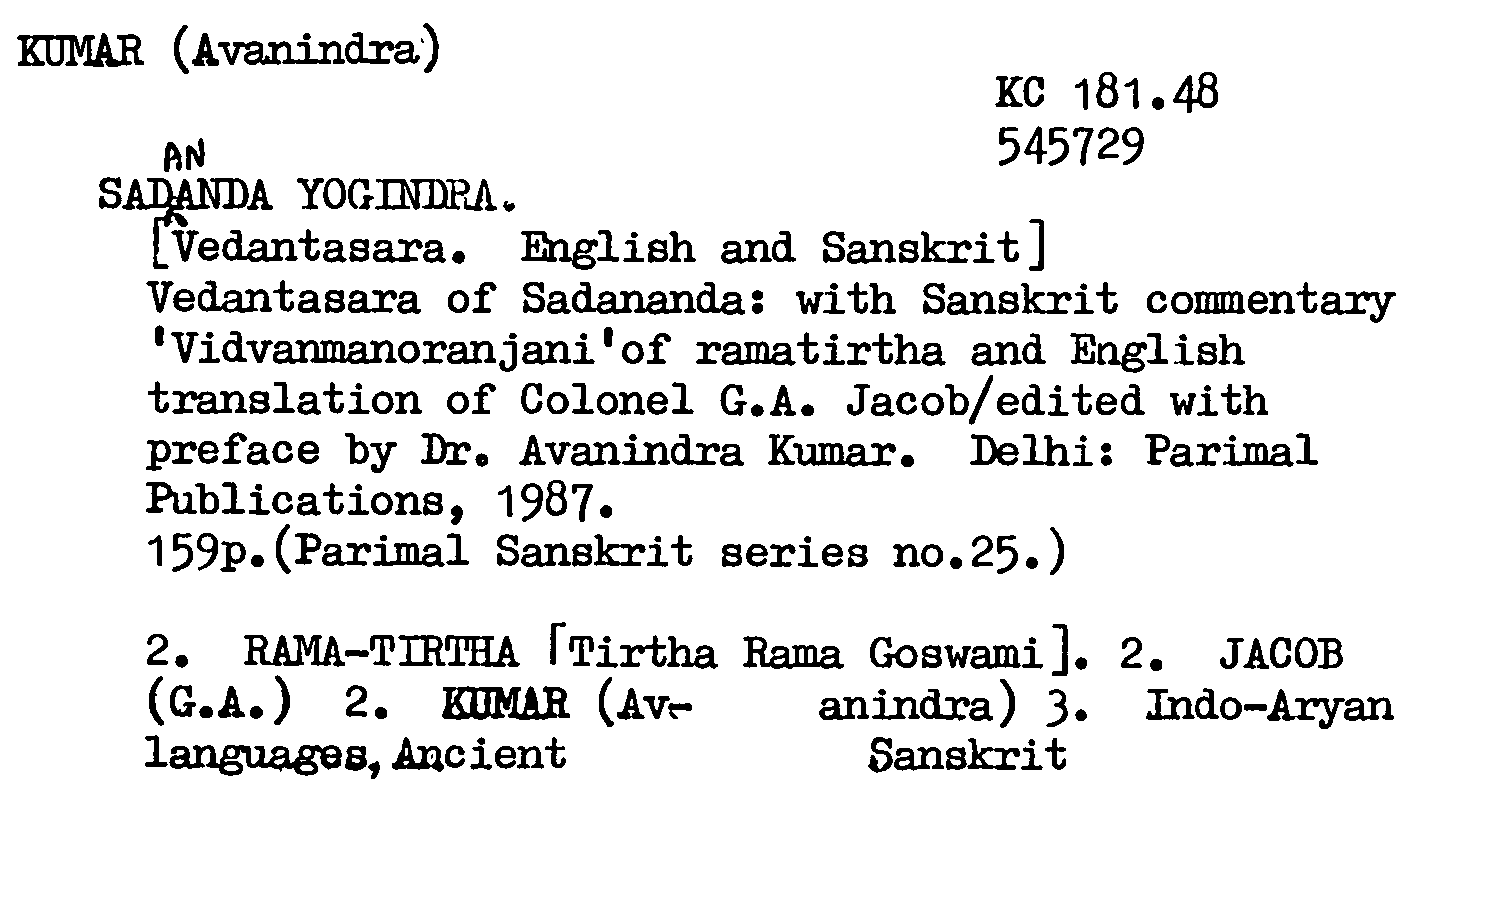 KUMAR (Avanindra)
KC 181.48
545729
AN
SADANDA YOGINDRA.
[Vedantasara. English and Sanskrit]
Vedantasara of Sadananda: with Sanskrit commentary
'Vidvanmanoranjani'of ramatirtha and English
translation of Colonel G.A. Jacob/edited with
preface by Dr. Avanindra Kumar. Delhi: Parimal
Publications, 1987.
159p.(Parimal Sanskrit series no.25.)
2. RAMA-TIRTHA [Tirtha Rama Goswami]. 2. JACOB
(G.A.) 2. KUMAR (Av- anindra) 3. Indo-Aryan
languages, Ancient Sanskrit